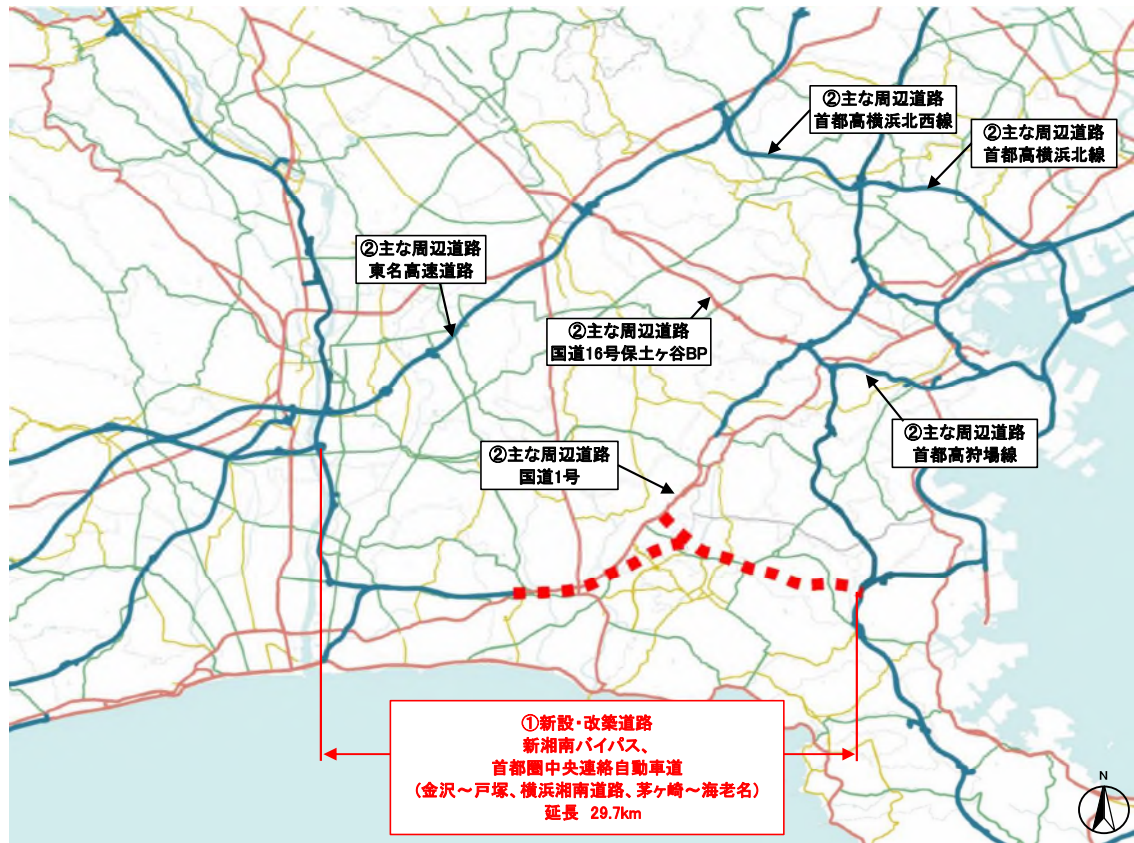 ②主な周辺道路
首都高横浜北西線
②主な周辺道路
首都高横浜北線
②主な周辺道路
東名高速道路
②主な周辺道路
国道16号保土ヶ谷BP
②主な周辺道路
首都高狩場線
②主な周辺道路
国道1号
①新設・改築道路
新湘南バイパス、
首都圏中央連絡自動車道
(金沢～戸塚、横浜湘南道路、茅ヶ崎～海老名)
延長 29.7km
N